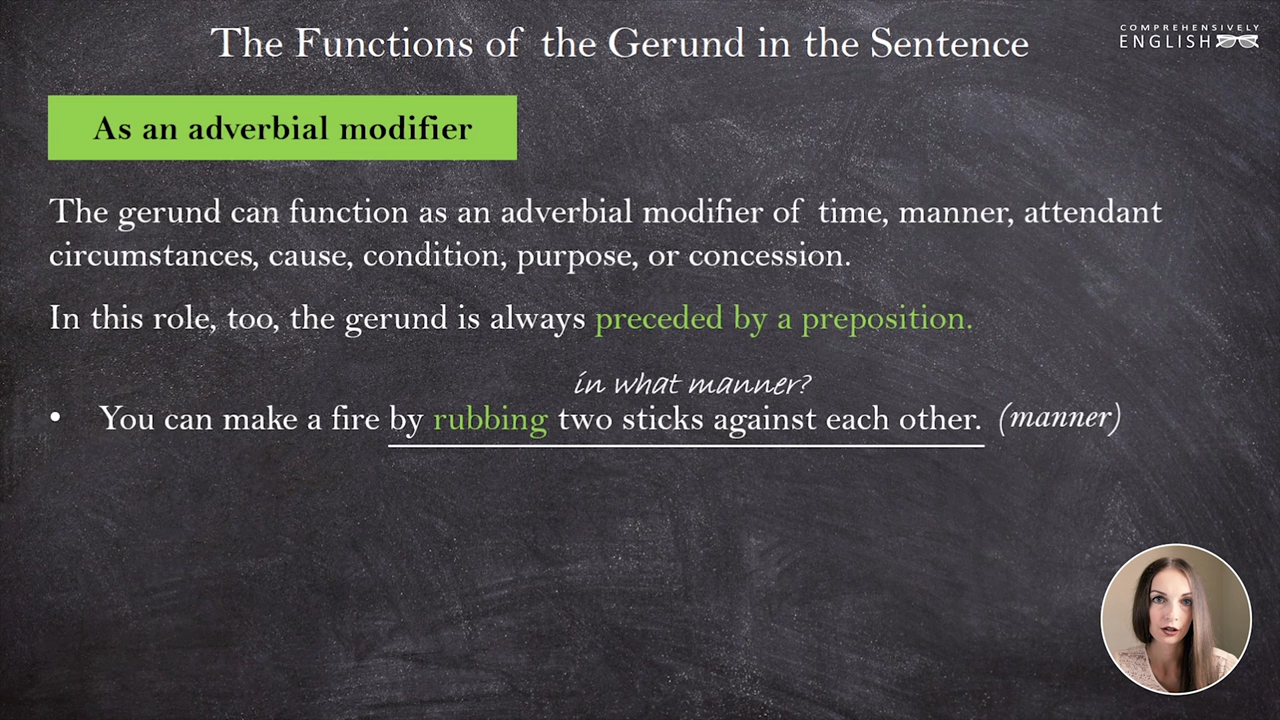 The Functions of the Gerund in the Sentence
COMPREHENSIVELY
ENGLISH
As an adverbial modifier
The gerund can function as an adverbial modifier of time, manner, attendant
circumstances, cause, condition, purpose, or concession.
In this role, too, the gerund is always preceded by a preposition.
in what manner?
• You can make a fire by rubbing two sticks against each other. (manner)